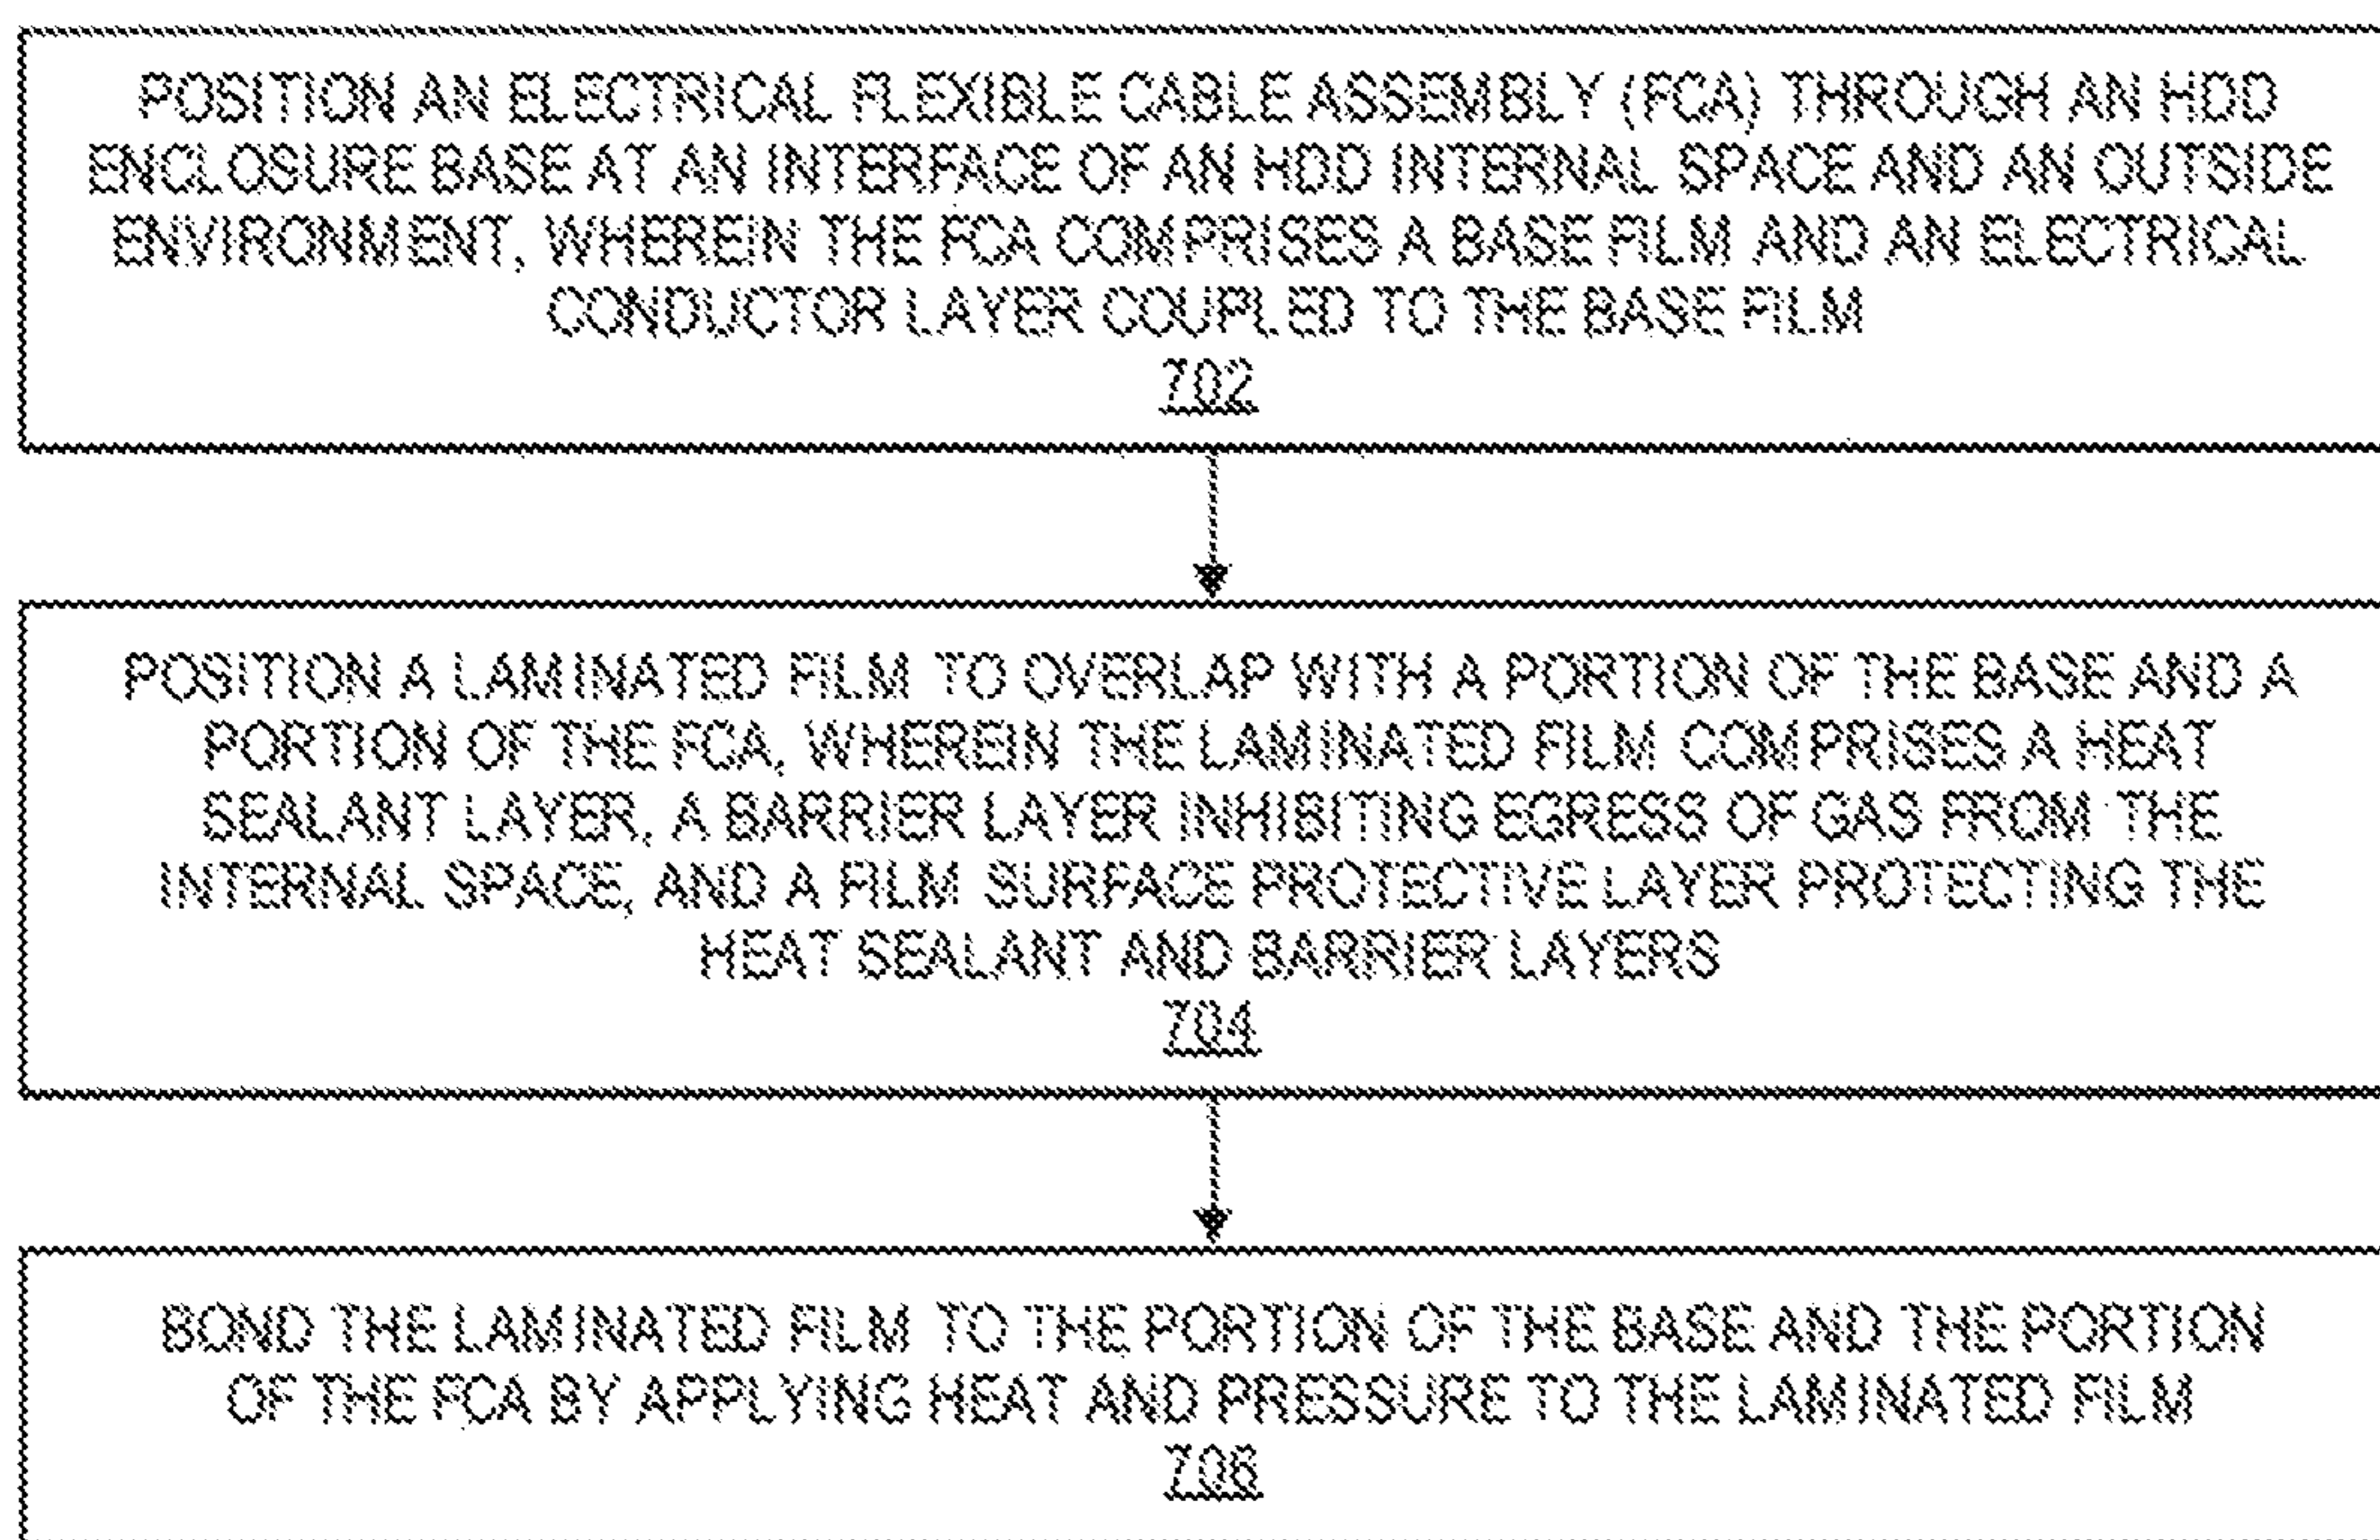 POSITION AN ELECTRICAL FLEXIBLE CABLE ASSEMBLY (FCA) THROUGH AN HDD
ENCLOSURE BASE AT AN INTERFACE OF AN HDD INTERNAL SPACE AND AN OUTSIDE
ENVIRONMENT, WHEREIN THE FCA COMPRISES A BASE FILM AND AN ELECTRICAL
CONDUCTOR LAYER COUPLED TO THE BASE FILM
702
POSITION A LAMINATED FILM TO OVERLAP WITH A PORTION OF THE BASE AND A
PORTION OF THE FCA, WHEREIN THE LAMINATED FILM COMPRISES A HEAT
SEALANT LAYER, A BARRIER LAYER INHIBITING EGRESS OF GAS FROM THE
INTERNAL SPACE, AND A FILM SURFACE PROTECTIVE LAYER PROTECTING THE
HEAT SEALANT AND BARRIER LAYERS
704
BOND THE LAMINATED FILM TO THE PORTION OF THE BASE AND THE PORTION
OF THE FCA BY APPLYING HEAT AND PRESSURE TO THE LAMINATED FILM
706